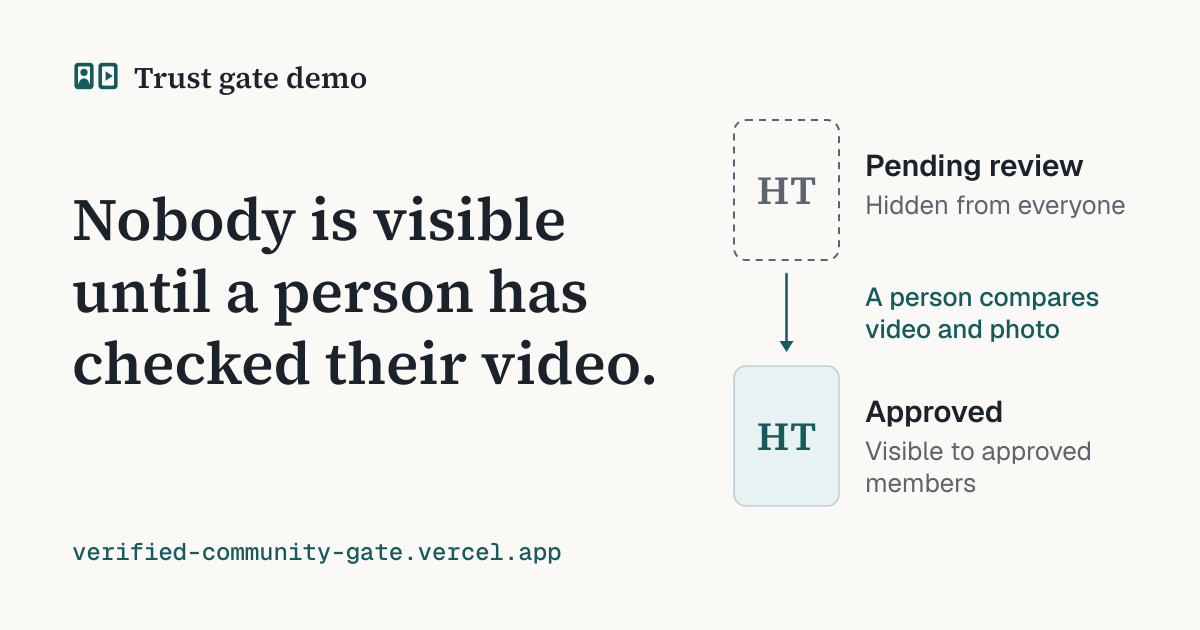 Trust gate demo
Nobody is visible
until a person has
checked their video.
verified-community-gate.vercel.app
HT
Pending review
Hidden from everyone
A person compares
video and photo
HT
Approved
Visible to approved
members